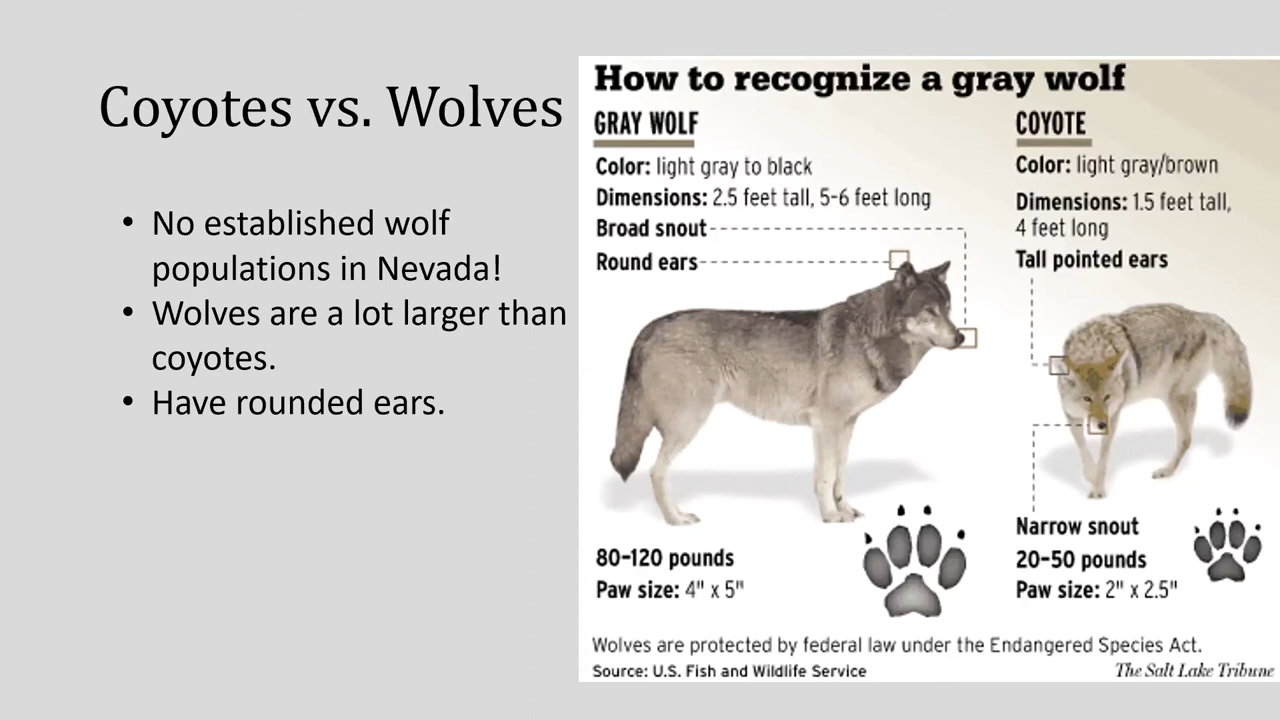 Coyotes vs. Wolves
• No established wolf
populations in Nevada!
• Wolves are a lot larger than
coyotes.
• Have rounded ears.
How to recognize a gray wolf
GRAY WOLF
Color: light gray to black
Dimensions: 2.5 feet tall, 5-6 feet long
Broad snout
Round ears
80-120 pounds
Paw size: 4" x 5"
COYOTE
Color: light gray/brown
Dimensions: 1.5 feet tall,
4 feet long
Tall pointed ears
Narrow snout
20-50 pounds
Paw size: 2" x 2.5"
Wolves are protected by federal law under the Endangered Species Act.
Source: U.S. Fish and Wildlife Service
The Salt Lake Tribune